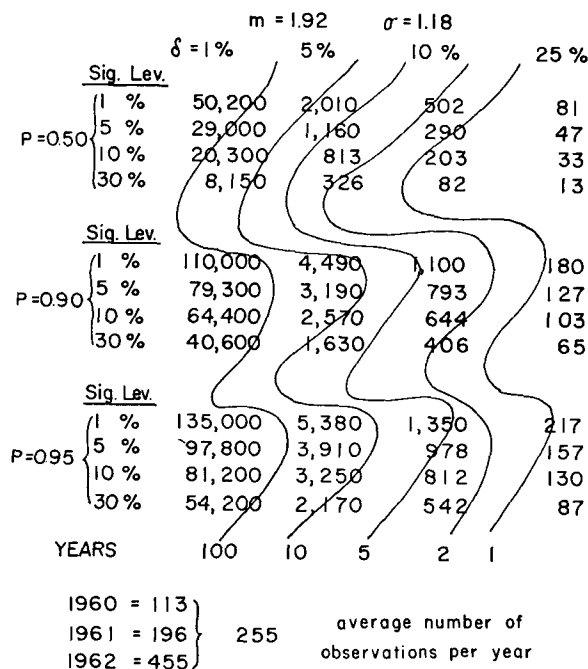 m = 1.92 σ = 1.18
δ = 1% 5% 10% 25%
Sig. Lev.
1 % 50,200 2,010 502 81
P=0.50 5 % 29,000 1,160 290 47
10 % 20,300 813 203 33
30 % 8,150 326 82 13
Sig. Lev.
1 % 110,000 4,490 1,100 180
P=0.90 5 % 79,300 3,190 793 127
10 % 64,400 2,570 644 103
30 % 40,600 1,630 406 65
Sig. Lev.
1 % 135,000 5,380 1,350 217
P=0.95 5 % 97,800 3,910 978 157
10 % 81,200 3,250 812 130
30 % 54,200 2,170 542 87
YEARS 100 10 5 2 1
1960 = 113
1961 = 196 255 average number of
1962 = 455 observations per year